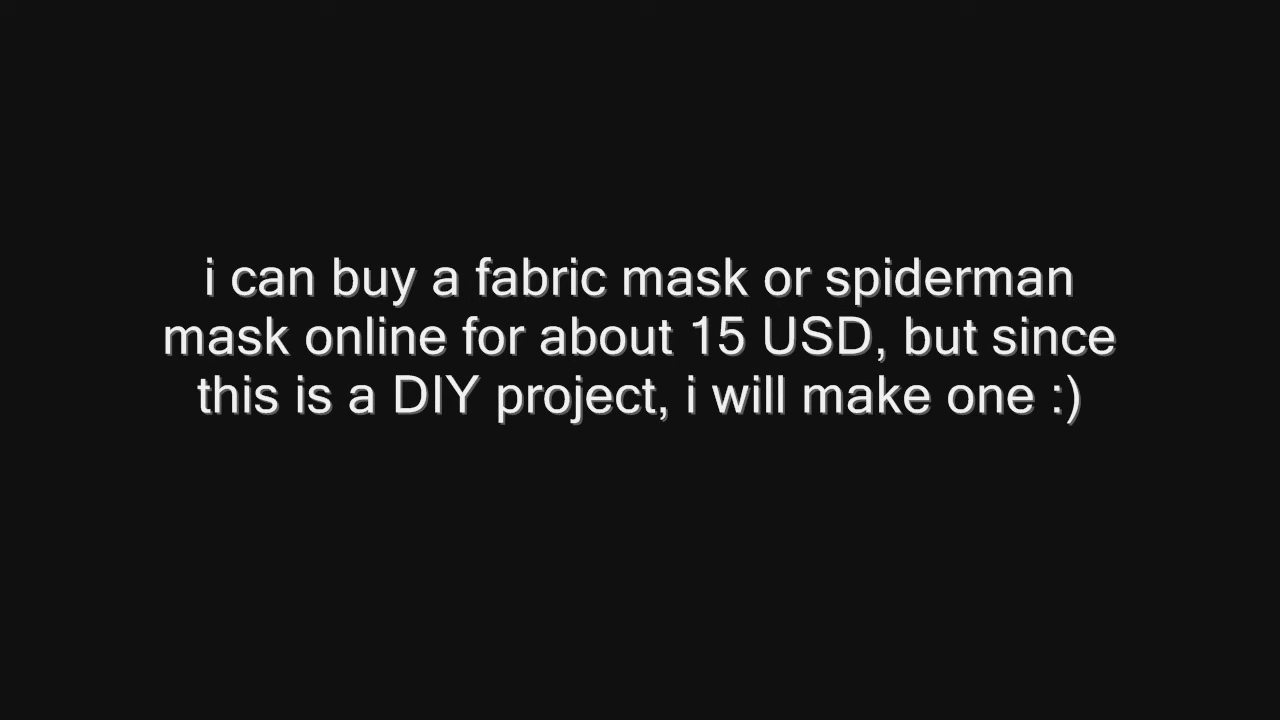 i can buy a fabric mask or spiderman
mask online for about 15 USD, but since
this is a DIY project, i will make one :)